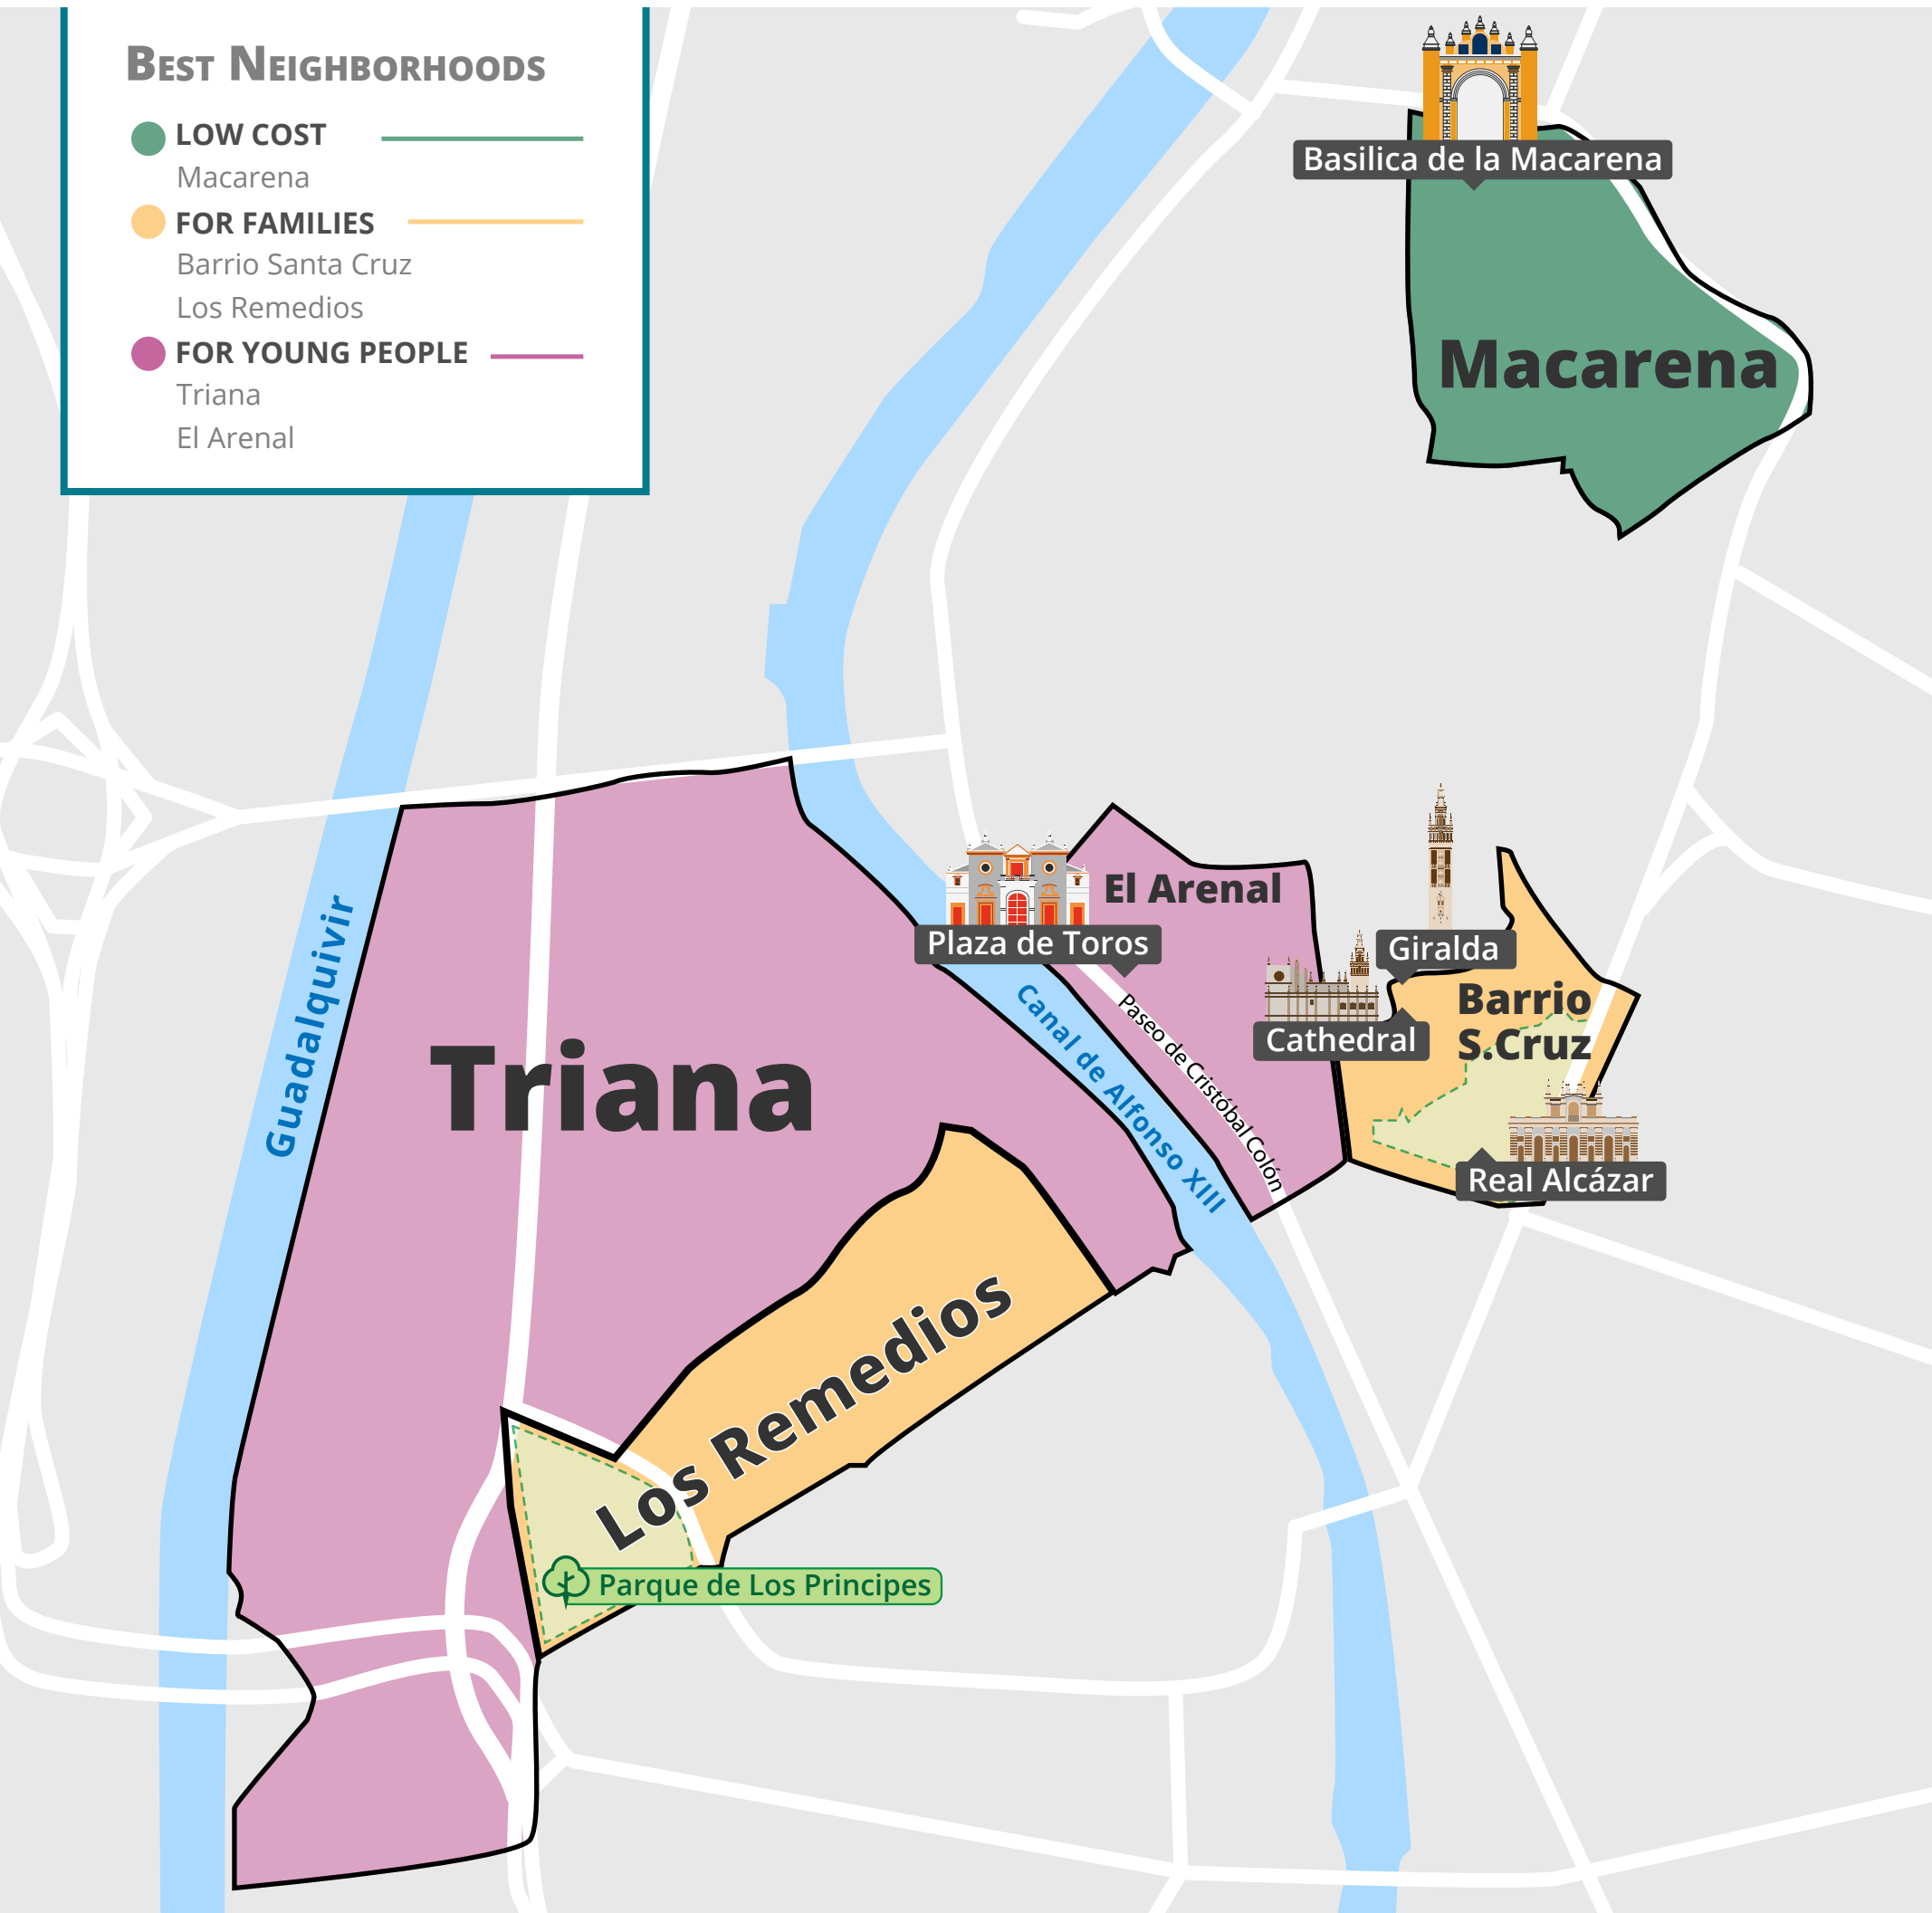 BEST NEIGHBORHOODS
LOW COST
Macarena
FOR FAMILIES
Barrio Santa Cruz
Los Remedios
FOR YOUNG PEOPLE
Triana
El Arenal
Basilica de la Macarena
Macarena
El Arenal
Plaza de Toros
Giralda
Barrio
S.Cruz
Cathedral
Real Alcázar
Paseo de Cristóbal Colón
Canal de Alfonso XIII
Guadalquivir
Triana
Los Remedios
Parque de Los Principes